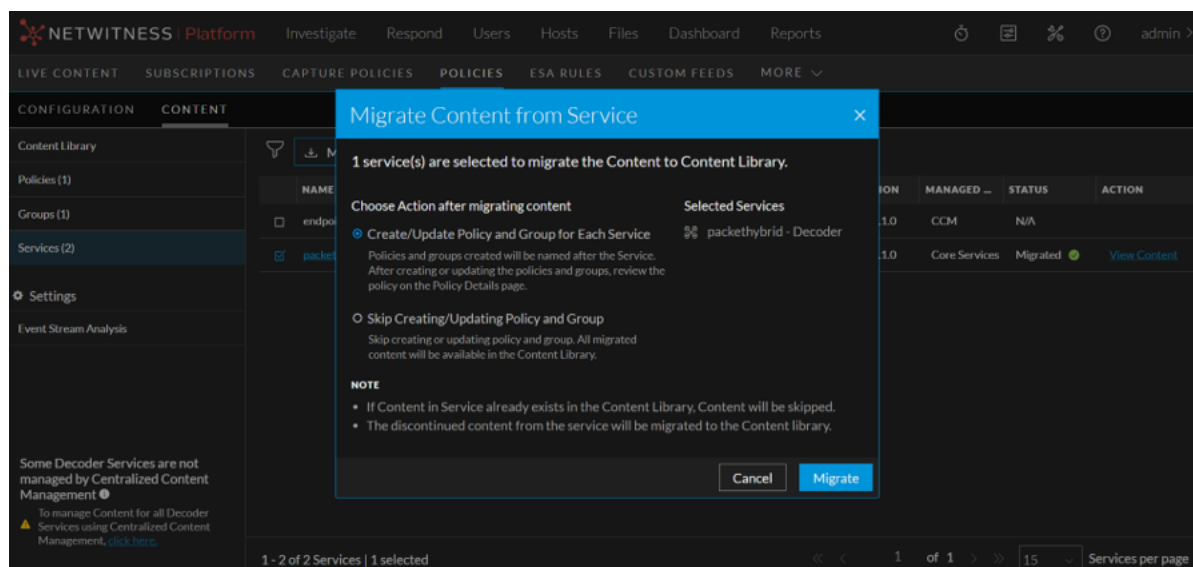 NETWITNESS Platform Investigate Respond Users Hosts Files Dashboard Reports admin
LIVE CONTENT SUBSCRIPTIONS CAPTURE POLICIES POLICIES ESA RULES CUSTOM FEEDS MORE
CONFIGURATION CONTENT
Migrate Content from Service
Content Library
1 service(s) are selected to migrate the Content to Content Library.
Policies (1)
NAME MANAGED ... STATUS ACTION
Groups (1)
Choose Action after migrating content
Selected Services
CCM N/A
Create/Update Policy and Group for Each Service
packethybrid - Decoder
Services (2)
Core Services Migrated View Content
Policies and groups created will be named after the Service.
After creating or updating the policies and groups, review the
policy on the Policy Details page.
Settings
Skip Creating/Updating Policy and Group
Event Stream Analysis
Skip creating or updating policy and group. All migrated
content will be available in the Content Library.
NOTE
If Content in Service already exists in the Content Library, Content will be skipped.
The discontinued content from the service will be migrated to the Content library.
Some Decoder Services are not
managed by Centralized Content
Management
Cancel Migrate
To manage Content for all Decoder
Services using Centralized Content
Management, click here.
1 - 2 of 2 Services | 1 selected
1 of 1 15 Services per page